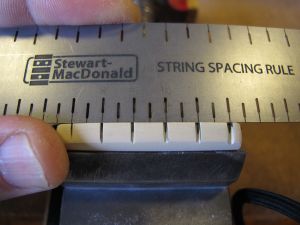 Stewart-
MacDonald
STRING SPACING RULE